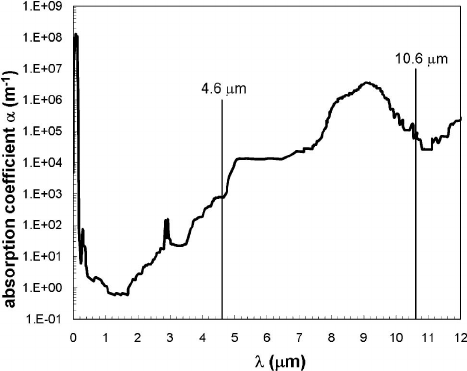 1.E+09
1.E+08
1.E+07
1.E+06
1.E+05
1.E+04
1.E+03
1.E+02
1.E+01
1.E+00
1.E-01
absorption coefficient α (m⁻¹)
4.6 μm
10.6 μm
0 1 2 3 4 5 6 7 8 9 10 11 12
λ (μm)